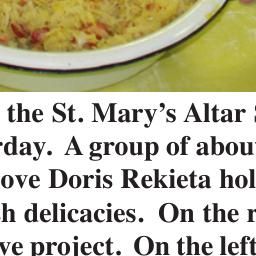 the St. Mary's Altar
rday. A group of abou
ove Doris Rekieta hol
h delicacies. On the r
ve project. On the left